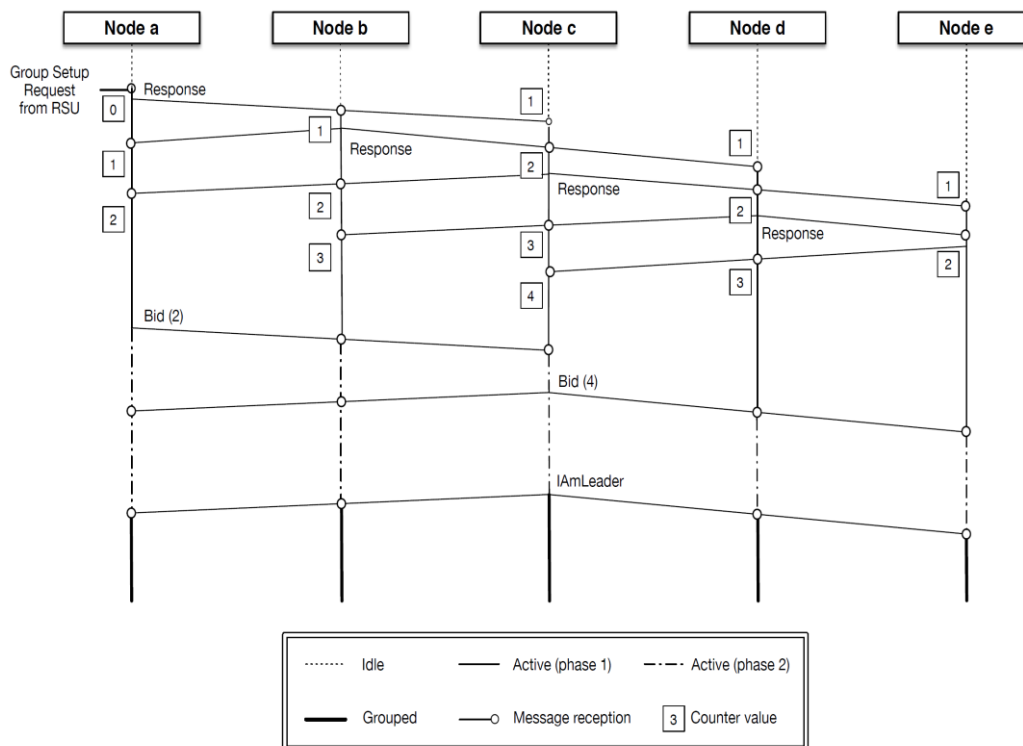 Node a
Node b
Node c
Node d
Node e
Group Setup
Request
from RSU
Response
0
1
1
Response
1
1
2
Response
1
2
2
2
Response
3
3
2
3
4
Bid (2)
Bid (4)
IAmLeader
Idle
Active (phase 1)
Active (phase 2)
Grouped
Message reception
3
Counter value